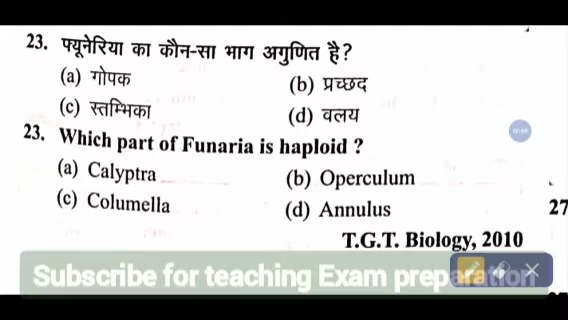 23. फ्यूनेरिया का कौन-सा भाग अगुणित है?
(a) गोपक (b) प्रच्छद
(c) स्तम्भिका (d) वलय
23. Which part of Funaria is haploid ?
(a) Calyptra (b) Operculum
(c) Columella (d) Annulus
27
T.G.T. Biology, 2010
Subscribe for teaching Exam preparation